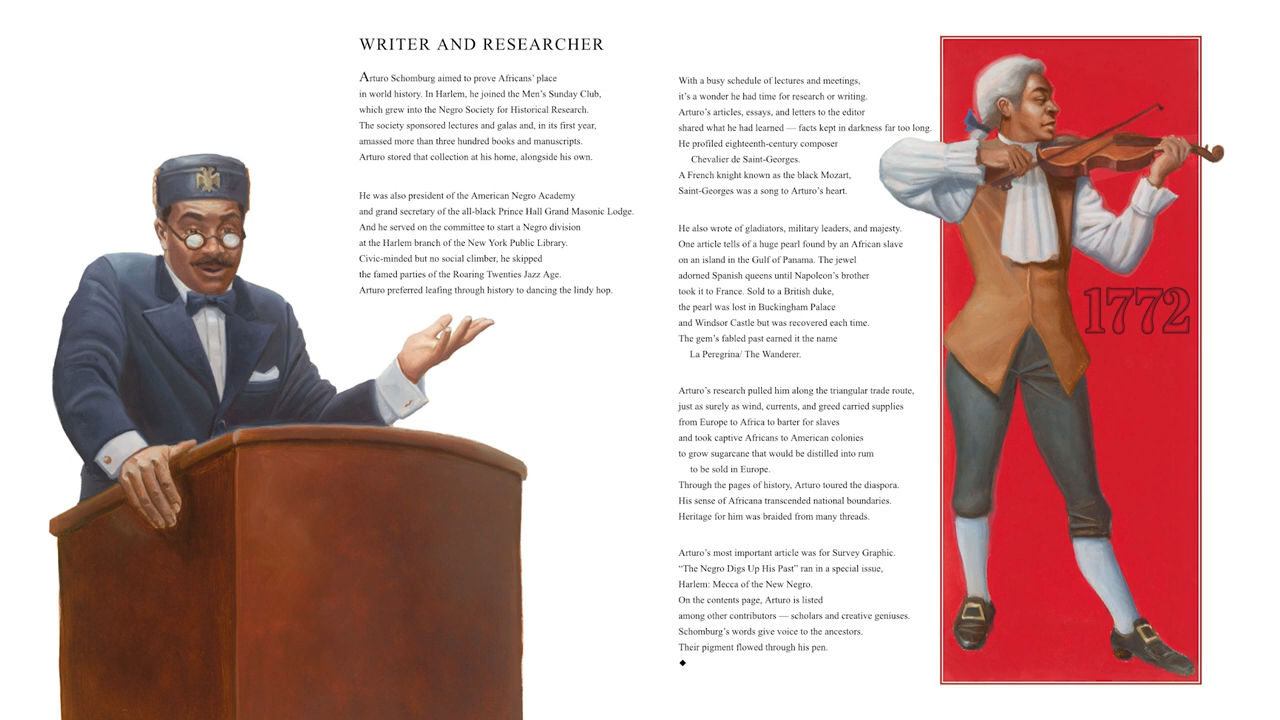 WRITER AND RESEARCHER
Arturo Schomburg aimed to prove Africans’ place
in world history. In Harlem, he joined the Men’s Sunday Club,
which grew into the Negro Society for Historical Research.
The society sponsored lectures and galas and, in its first year,
amassed more than three hundred books and manuscripts.
Arturo stored that collection at his home, alongside his own.
He was also president of the American Negro Academy
and grand secretary of the all-black Prince Hall Grand Masonic Lodge.
And he served on the committee to start a Negro division
at the Harlem branch of the New York Public Library.
Civic-minded but no social climber, he skipped
the famed parties of the Roaring Twenties Jazz Age.
Arturo preferred leafing through history to dancing the lindy hop.
With a busy schedule of lectures and meetings,
it’s a wonder he had time for research or writing.
Arturo’s articles, essays, and letters to the editor
shared what he had learned — facts kept in darkness far too long.
He profiled eighteenth-century composer
Chevalier de Saint-Georges.
A French knight known as the black Mozart,
Saint-Georges was a song to Arturo’s heart.
He also wrote of gladiators, military leaders, and majesty.
One article tells of a huge pearl found by an African slave
on an island in the Gulf of Panama. The jewel
adorned Spanish queens until Napoleon’s brother
took it to France. Sold to a British duke,
the pearl was lost in Buckingham Palace
and Windsor Castle but was recovered each time.
The gem’s fabled past earned it the name
La Peregrina/ The Wanderer.
Arturo’s research pulled him along the triangular trade route,
just as surely as wind, currents, and greed carried supplies
from Europe to Africa to barter for slaves
and took captive Africans to American colonies
to grow sugarcane that would be distilled into rum
to be sold in Europe.
Through the pages of history, Arturo toured the diaspora.
His sense of Africana transcended national boundaries.
Heritage for him was braided from many threads.
Arturo’s most important article was for Survey Graphic.
“The Negro Digs Up His Past” ran in a special issue,
Harlem: Mecca of the New Negro.
On the contents page, Arturo is listed
among other contributors — scholars and creative geniuses.
Schomburg’s words give voice to the ancestors.
Their pigment flowed through his pen.
1772